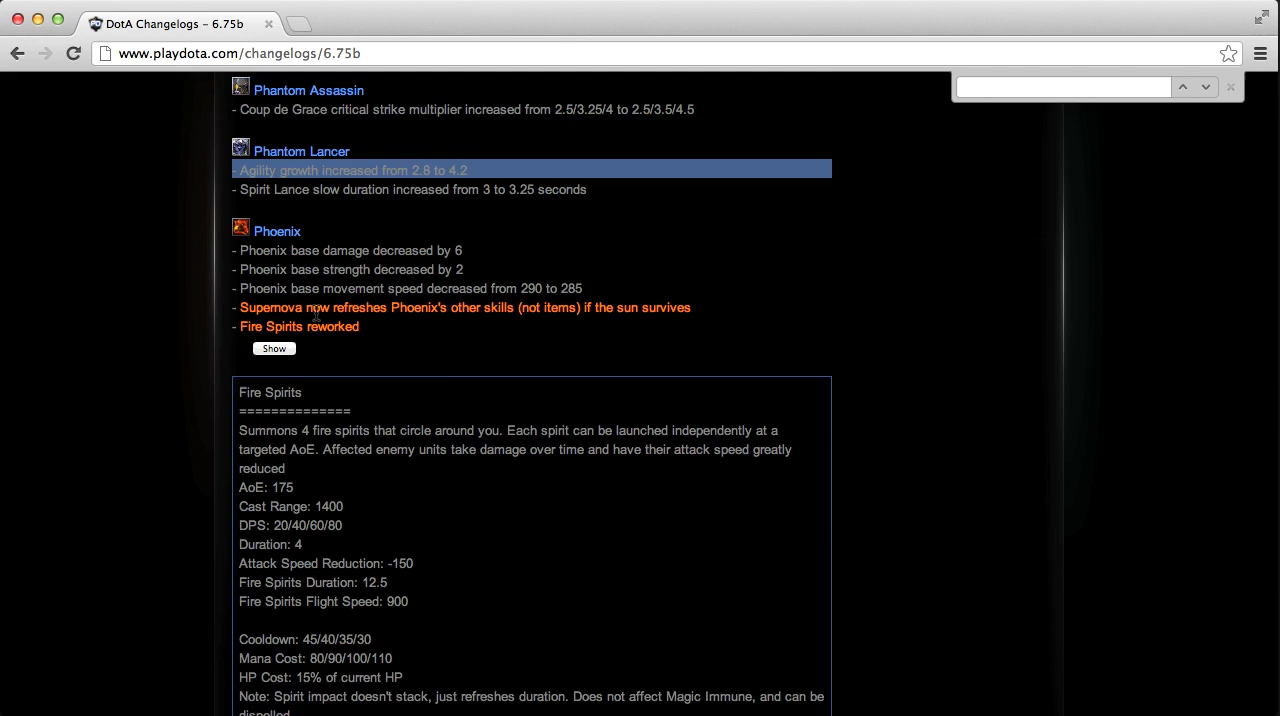 DotA Changelogs – 6.75b
www.playdota.com/changelogs/6.75b
Phantom Assassin
- Coup de Grace critical strike multiplier increased from 2.5/3.25/4 to 2.5/3.5/4.5
Phantom Lancer
- Agility growth increased from 2.8 to 4.2
- Spirit Lance slow duration increased from 3 to 3.25 seconds
Phoenix
- Phoenix base damage decreased by 6
- Phoenix base strength decreased by 2
- Phoenix base movement speed decreased from 290 to 285
- Supernova now refreshes Phoenix's other skills (not items) if the sun survives
- Fire Spirits reworked
Show
Fire Spirits
==============
Summons 4 fire spirits that circle around you. Each spirit can be launched independently at a
targeted AoE. Affected enemy units take damage over time and have their attack speed greatly
reduced
AoE: 175
Cast Range: 1400
DPS: 20/40/60/80
Duration: 4
Attack Speed Reduction: -150
Fire Spirits Duration: 12.5
Fire Spirits Flight Speed: 900
Cooldown: 45/40/35/30
Mana Cost: 80/90/100/110
HP Cost: 15% of current HP
Note: Spirit impact doesn't stack, just refreshes duration. Does not affect Magic Immune, and can be
dispelled